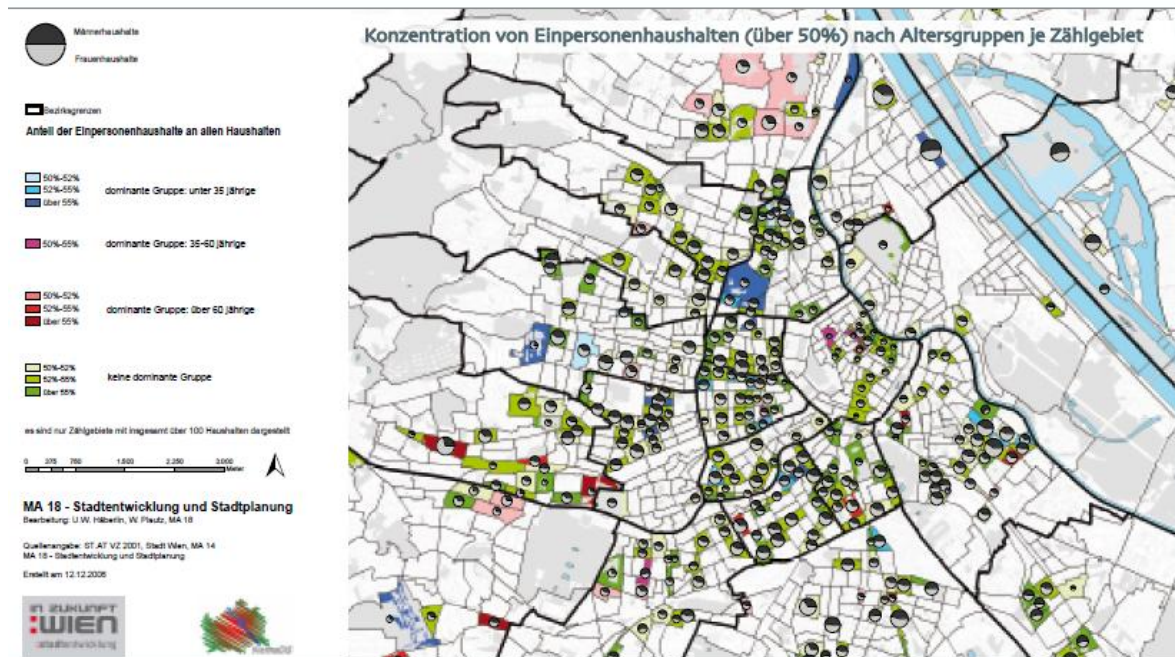 Männerhaushalte
Frauenhaushalte
Konzentration von Einpersonenhaushalten (über 50%) nach Altersgruppen je Zählgebiet
Bezirksgrenzen
Anteil der Einpersonenhaushalte an allen Haushalten
50%-52%
52%-55%
über 55%
dominante Gruppe: unter 35 jährige
50%-55%
dominante Gruppe: 35-60 jährige
50%-52%
52%-55%
über 55%
dominante Gruppe: über 60 jährige
50%-52%
52%-55%
über 55%
keine dominante Gruppe
es sind nur Zählgebiete mit insgesamt über 100 Haushalten dargestellt
0 375 750 1.500 2.250 3.000
Meter
MA 18 - Stadtentwicklung und Stadtplanung
Bearbeitung: U.W. Häberlin, W. Plautz, MA 18
Quellenangabe: ST.AT VZ 2001, Stadt Wien, MA 14
MA 18 - Stadtentwicklung und Stadtplanung
Erstellt am 12.12.2006
IN ZUKUNFT
:WIEN
:stadtentwicklung